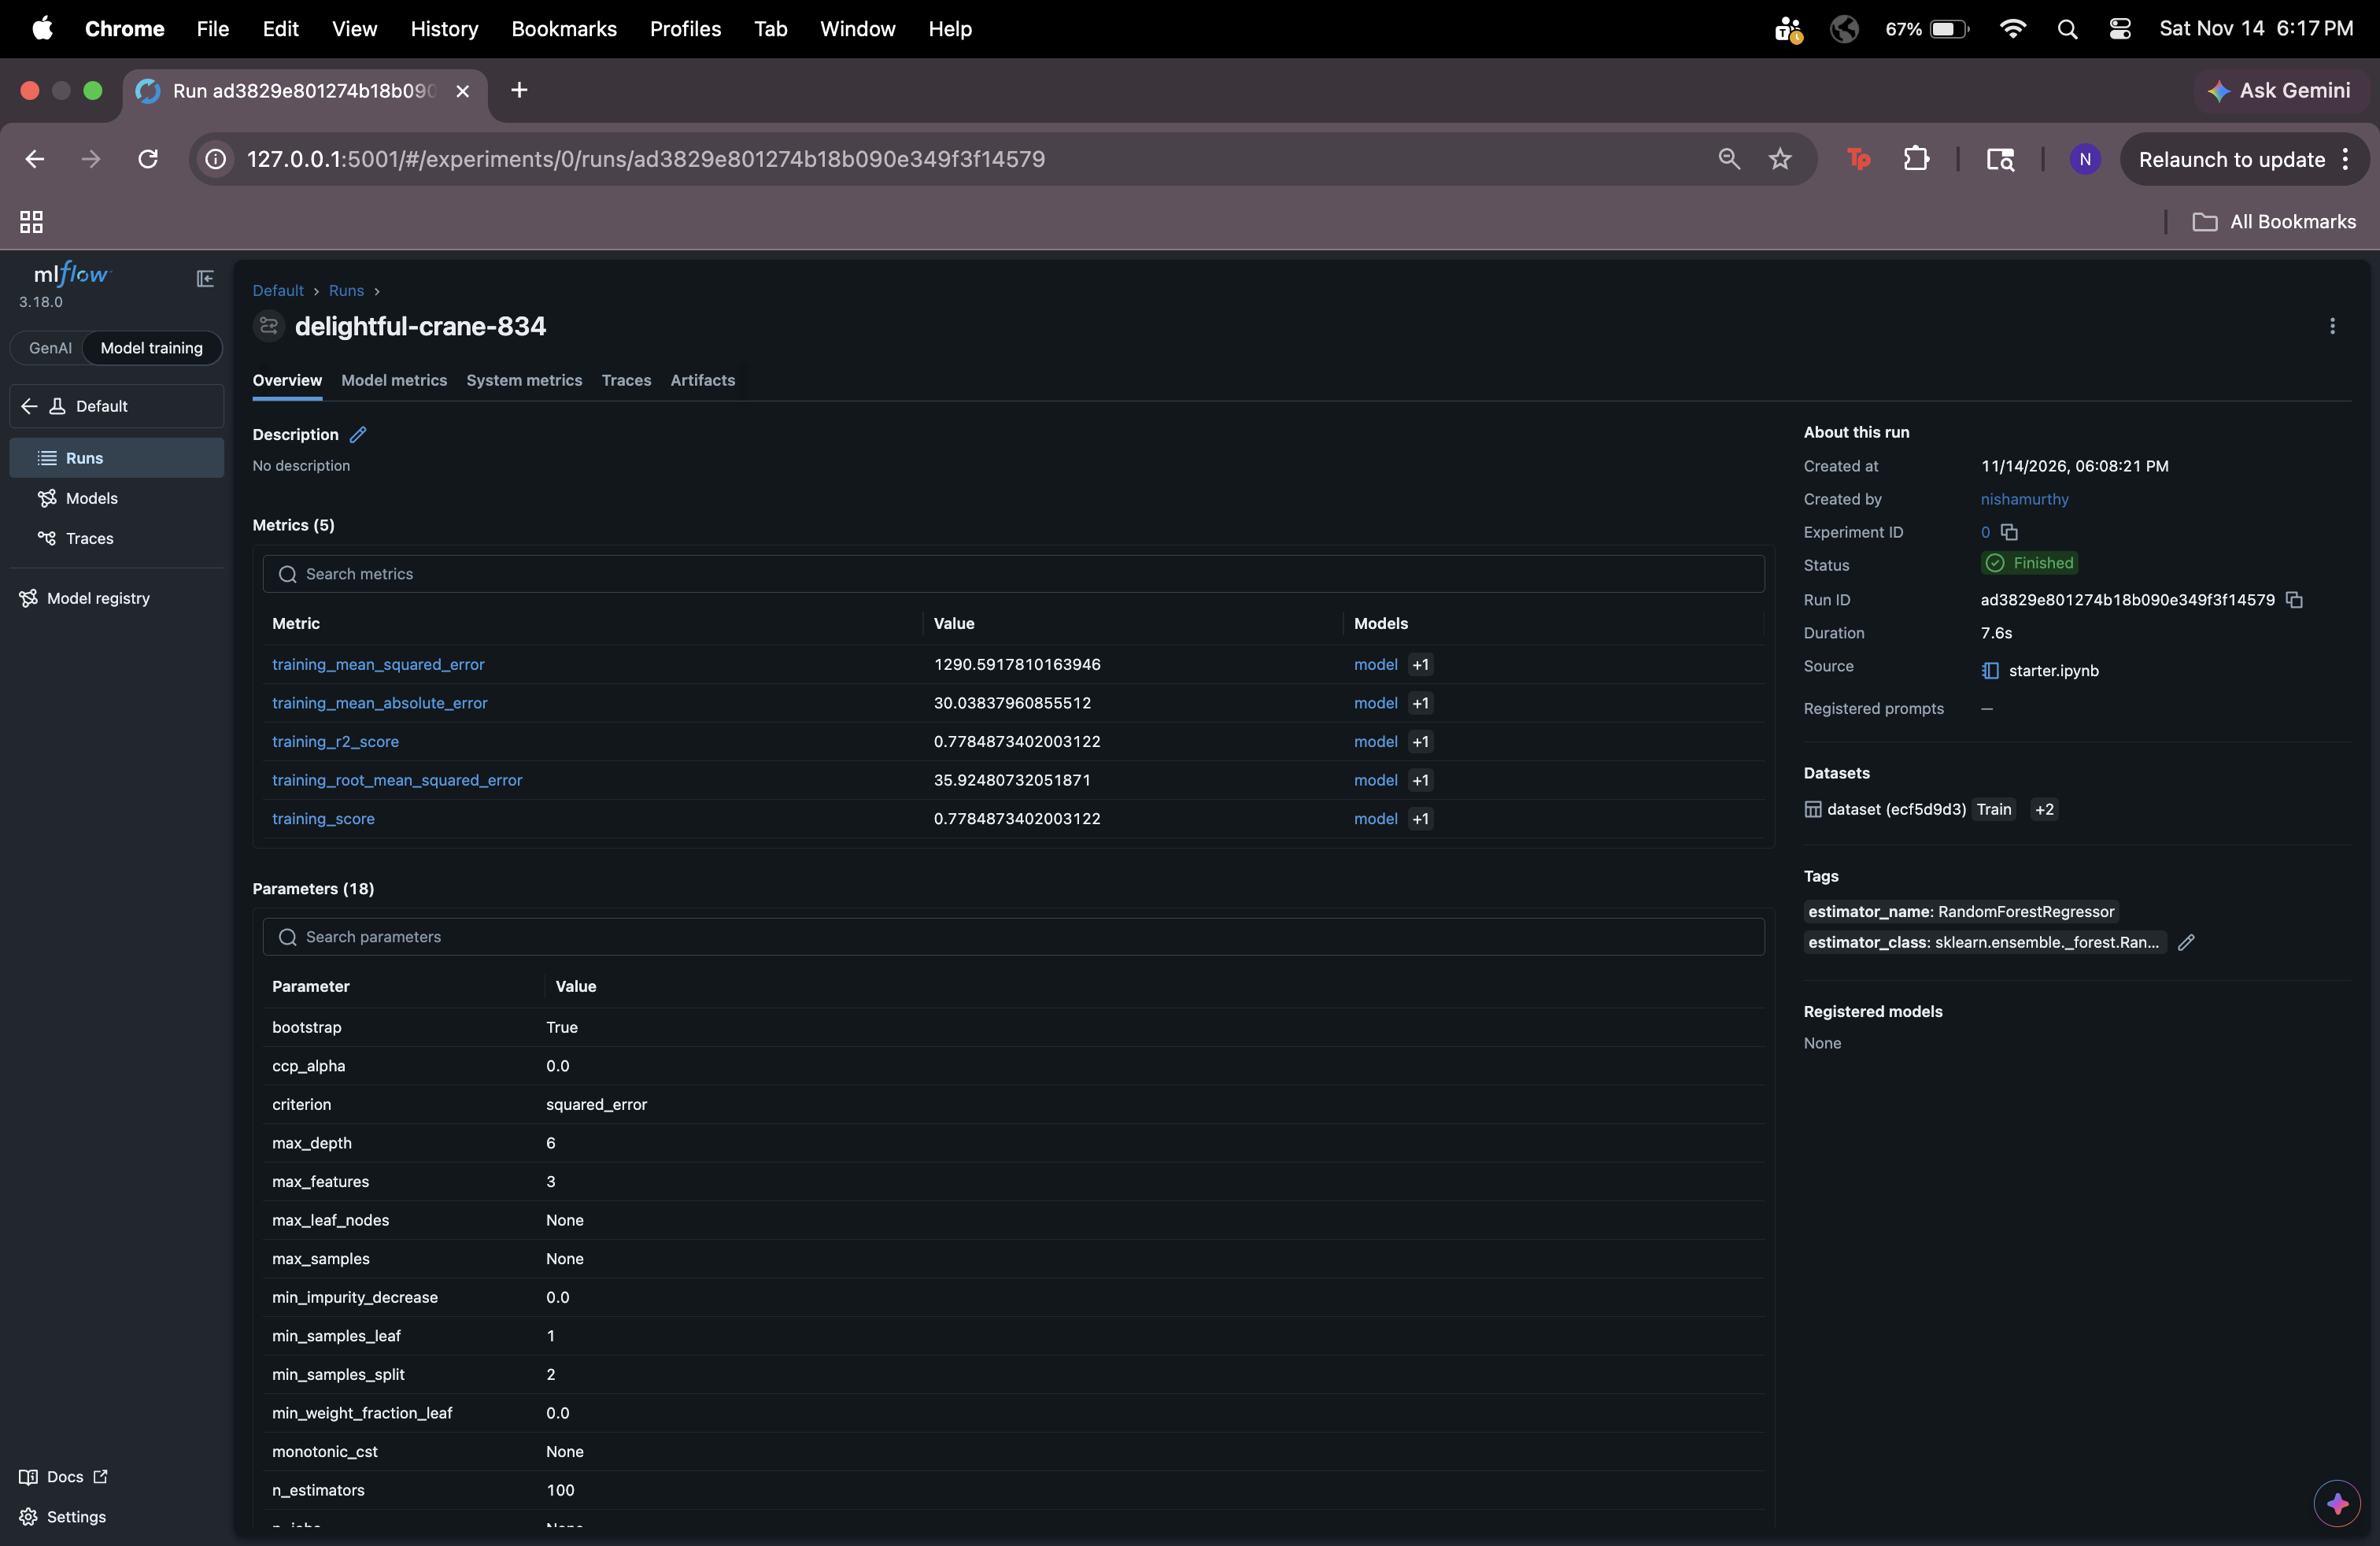 Chrome File Edit View History Bookmarks Profiles Tab Window Help 67% Sat Nov 14 6:17 PM
Run ad3829e801274b18b090 Ask Gemini
127.0.0.1:5001/#/experiments/0/runs/ad3829e801274b18b090e349f3f14579 Tp N Relaunch to update
All Bookmarks
mlflow
3.18.0
GenAI Model training
Default
Runs
Models
Traces
Model registry
Docs
Settings
Default › Runs ›
delightful-crane-834
Overview Model metrics System metrics Traces Artifacts
Description
No description
Metrics (5)
Search metrics
Metric Value Models
training_mean_squared_error 1290.5917810163946 model +1
training_mean_absolute_error 30.03837960855512 model +1
training_r2_score 0.7784873402003122 model +1
training_root_mean_squared_error 35.92480732051871 model +1
training_score 0.7784873402003122 model +1
Parameters (18)
Search parameters
Parameter Value
bootstrap True
ccp_alpha 0.0
criterion squared_error
max_depth 6
max_features 3
max_leaf_nodes None
max_samples None
min_impurity_decrease 0.0
min_samples_leaf 1
min_samples_split 2
min_weight_fraction_leaf 0.0
monotonic_cst None
n_estimators 100
About this run
Created at 11/14/2026, 06:08:21 PM
Created by nishamurthy
Experiment ID 0
Status Finished
Run ID ad3829e801274b18b090e349f3f14579
Duration 7.6s
Source starter.ipynb
Registered prompts —
Datasets
dataset (ecf5d9d3) Train +2
Tags
estimator_name: RandomForestRegressor
estimator_class: sklearn.ensemble._forest.Ran...
Registered models
None